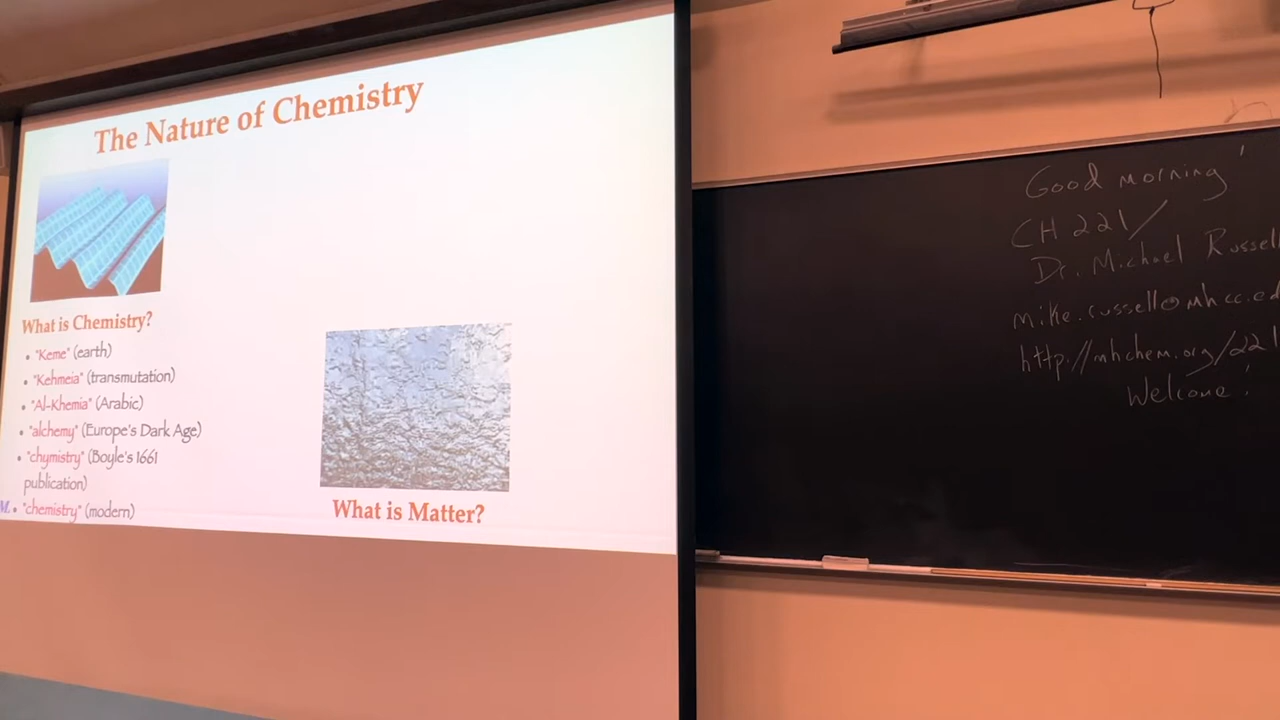 The Nature of Chemistry
What is Chemistry?
• "Keme" (earth)
• "Kehmeia" (transmutation)
• "Al-Khemia" (Arabic)
• "alchemy" (Europe's Dark Age)
• "chymistry" (Boyle's 1661
publication)
M. • "chemistry" (modern)
What is Matter?
Good morning!
CH 221/
Dr. Michael Russell
mike.russell@mhcc.ed
http://mhchem.org/221
Welcome!